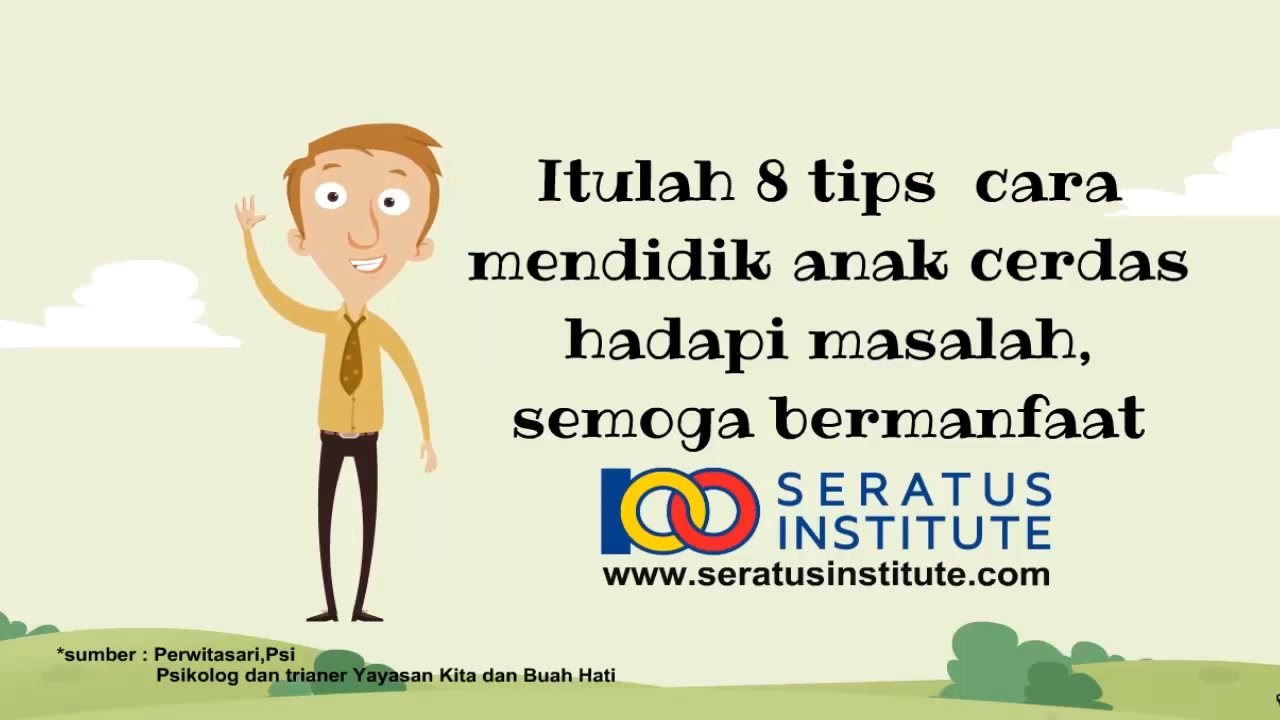 Itulah 8 tips cara
mendidik anak cerdas
hadapi masalah,
semoga bermanfaat
100 SERATUS
INSTITUTE
www.seratusinstitute.com
*sumber : Perwitasari,Psi
Psikolog dan trianer Yayasan Kita dan Buah Hati